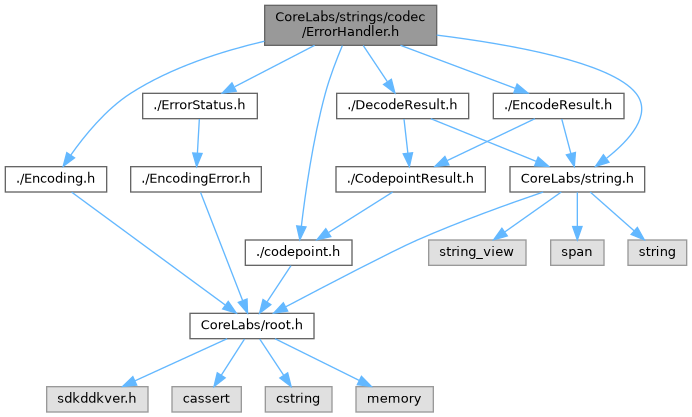 CoreLabs/strings/codec
/ErrorHandler.h
./ErrorStatus.h
./DecodeResult.h
./EncodeResult.h
./Encoding.h
./EncodingError.h
./CodepointResult.h
CoreLabs/string.h
./codepoint.h
string_view
span
string
CoreLabs/root.h
sdkddkver.h
cassert
cstring
memory